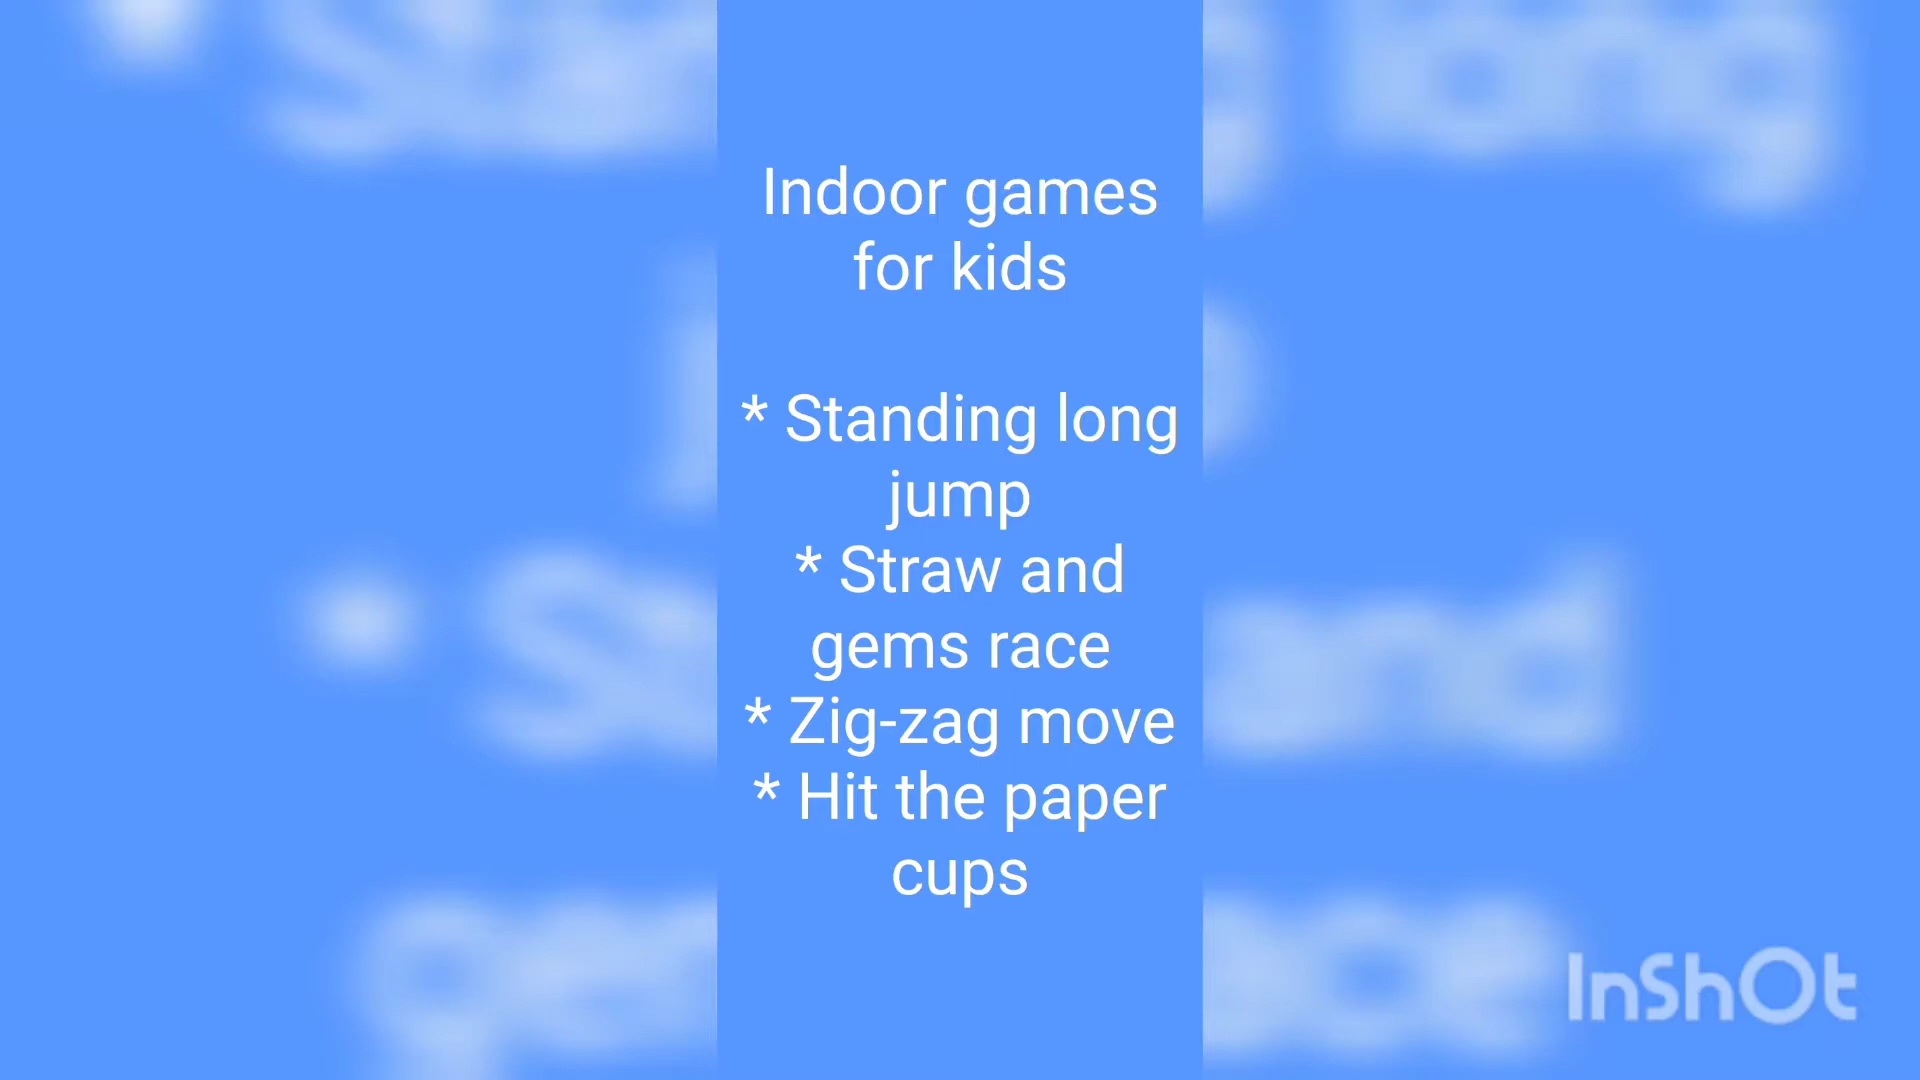 Indoor games
for kids
* Standing long
jump
* Straw and
gems race
* Zig-zag move
* Hit the paper
cups
InShOt